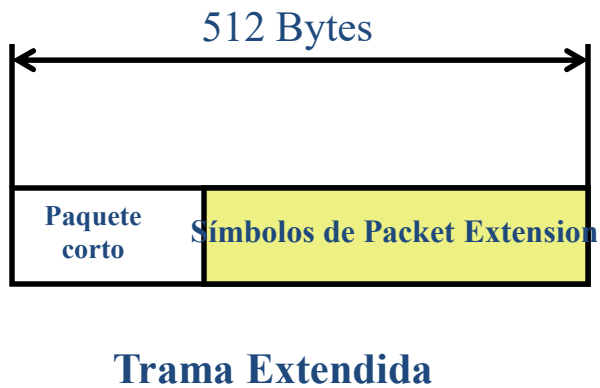 512 Bytes
Paquete
corto
Símbolos de Packet Extension
Trama Extendida